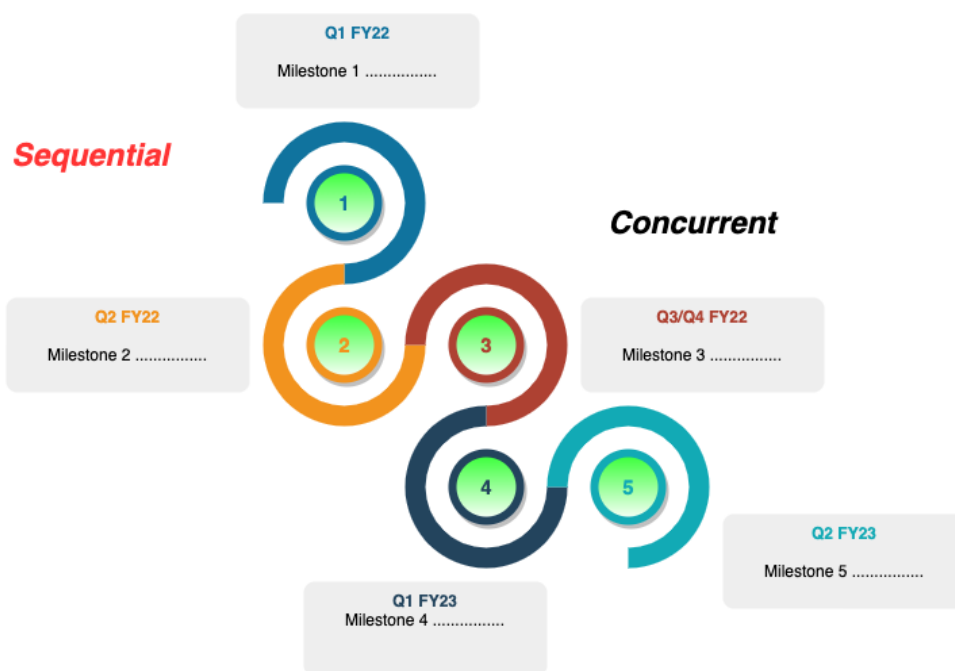 Q1 FY22
Milestone 1 ................
Sequential
1
Concurrent
Q2 FY22
Milestone 2 ................
2
3
Q3/Q4 FY22
Milestone 3 ................
4
5
Q2 FY23
Milestone 5 ................
Q1 FY23
Milestone 4 ................